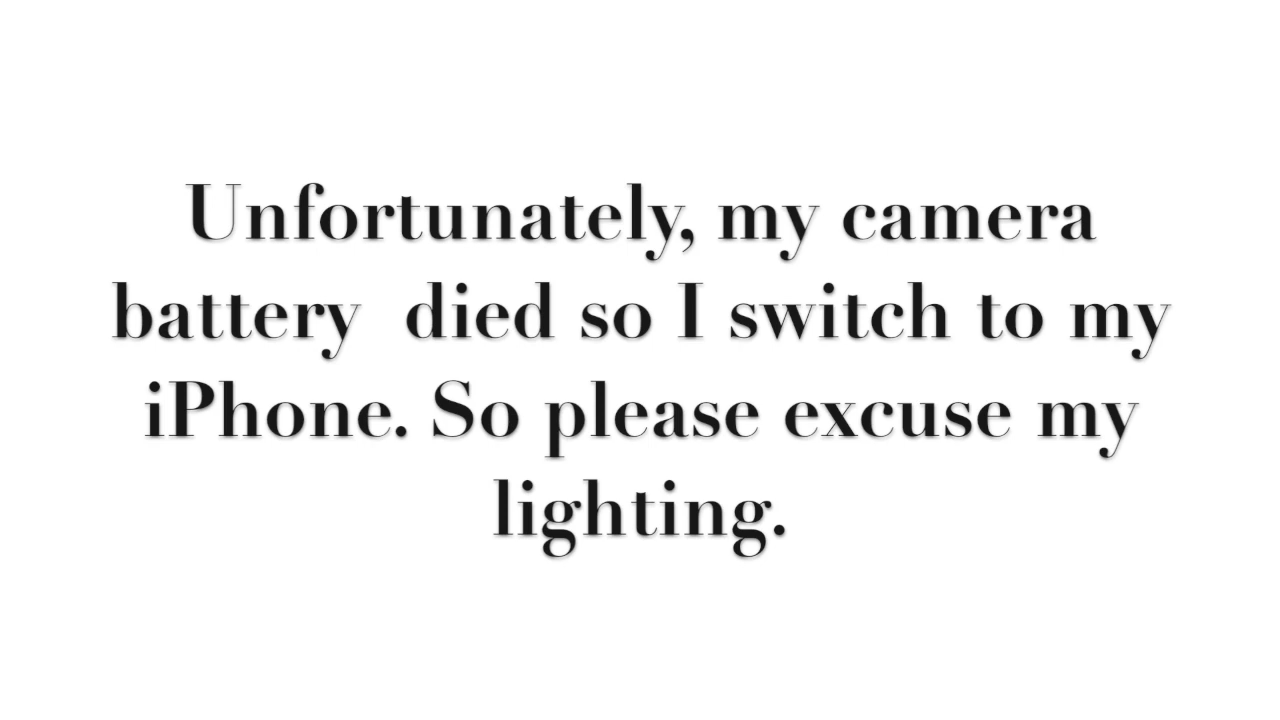 Unfortunately, my camera
battery  died so I switch to my
iPhone. So please excuse my
lighting.